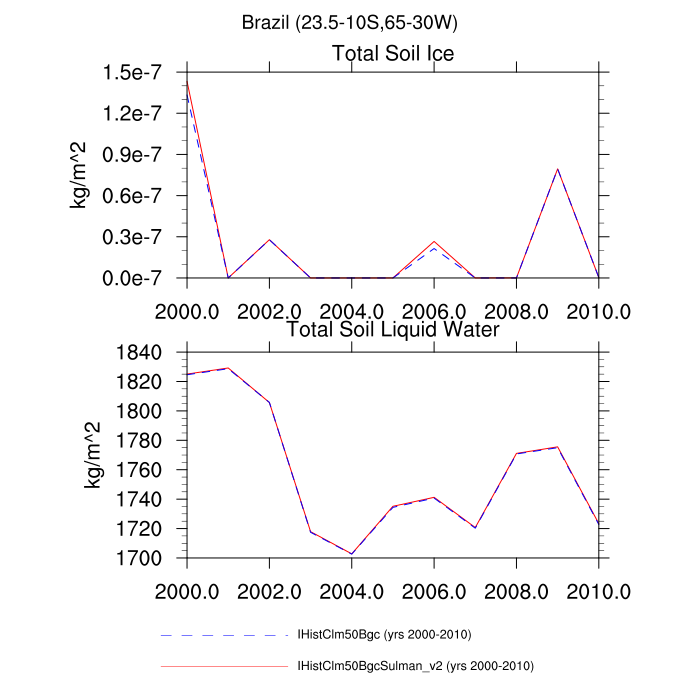 Brazil (23.5-10S,65-30W)
Total Soil Ice
1.5e-7
1.2e-7
0.9e-7
0.6e-7
0.3e-7
0.0e-7
kg/m^2
2000.0 2002.0 2004.0 2006.0 2008.0 2010.0
Total Soil Liquid Water
1840
1820
1800
1780
1760
1740
1720
1700
kg/m^2
2000.0 2002.0 2004.0 2006.0 2008.0 2010.0
IHistClm50Bgc (yrs 2000-2010)
IHistClm50BgcSulman_v2 (yrs 2000-2010)